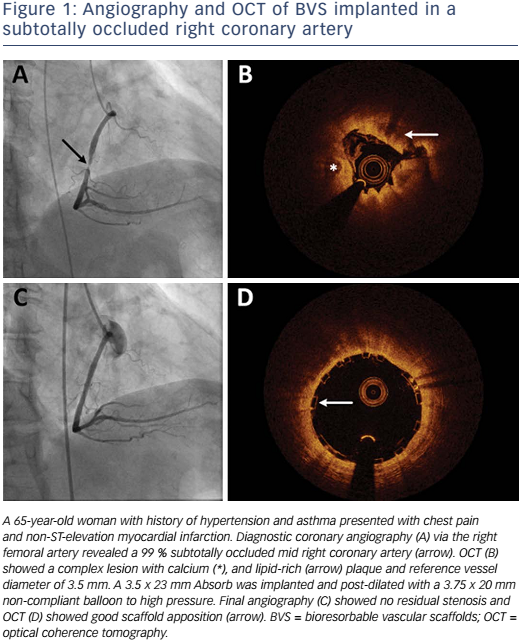 Figure 1: Angiography and OCT of BVS implanted in a
subtotally occluded right coronary artery
A
B
*
C
D
A 65-year-old woman with history of hypertension and asthma presented with chest pain
and non-ST-elevation myocardial infarction. Diagnostic coronary angiography (A) via the right
femoral artery revealed a 99 % subtotally occluded mid right coronary artery (arrow). OCT (B)
showed a complex lesion with calcium (*), and lipid-rich (arrow) plaque and reference vessel
diameter of 3.5 mm. A 3.5 x 23 mm Absorb was implanted and post-dilated with a 3.75 x 20 mm
non-compliant balloon to high pressure. Final angiography (C) showed no residual stenosis and
OCT (D) showed good scaffold apposition (arrow). BVS = bioresorbable vascular scaffolds; OCT =
optical coherence tomography.